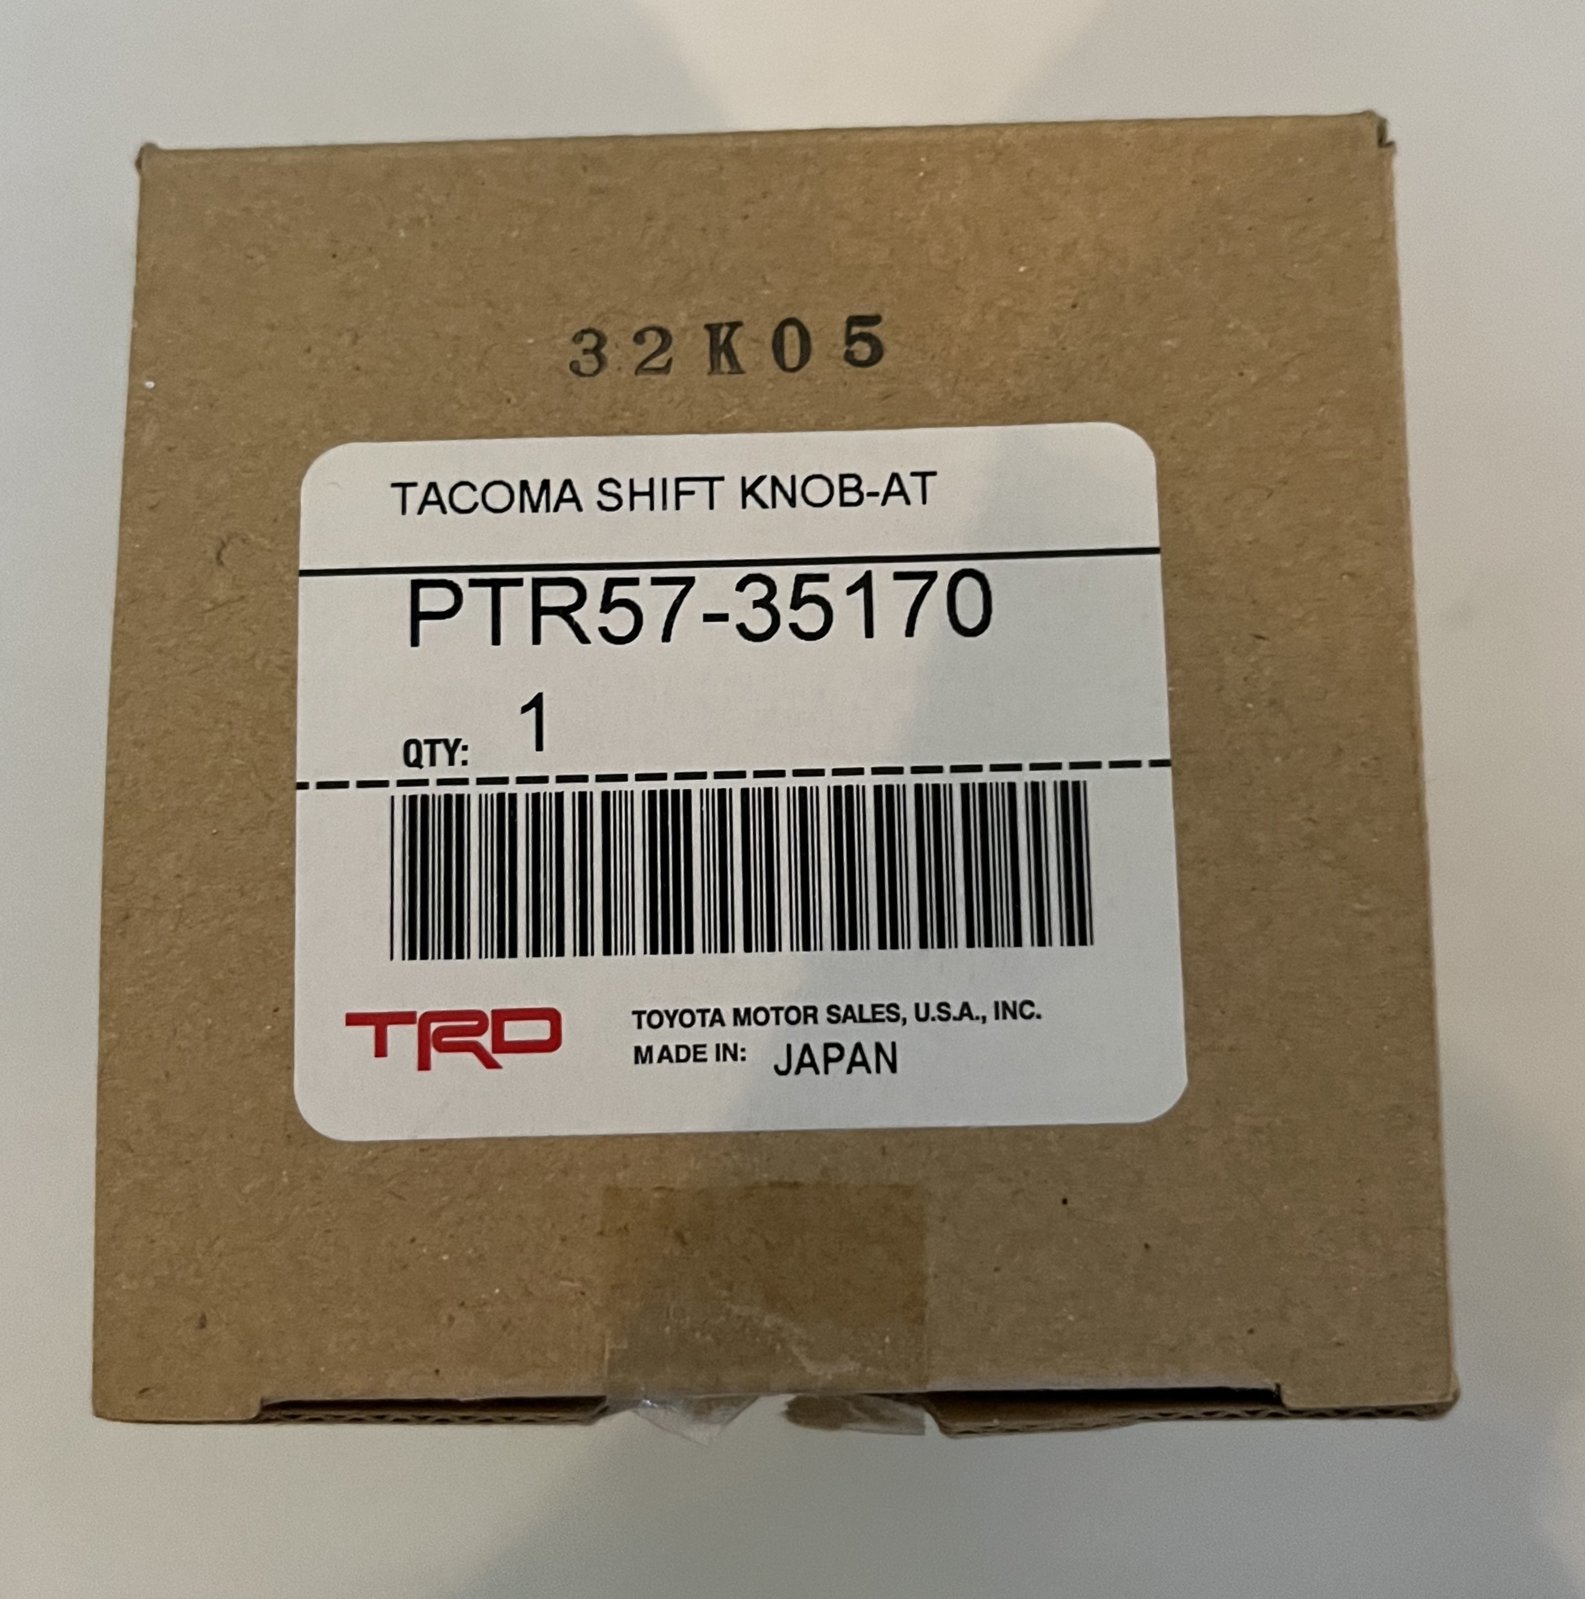 32K05
TACOMA SHIFT KNOB-AT
PTR57-35170
QTY: 1
TRD
TOYOTA MOTOR SALES, U.S.A., INC.
MADE IN: JAPAN